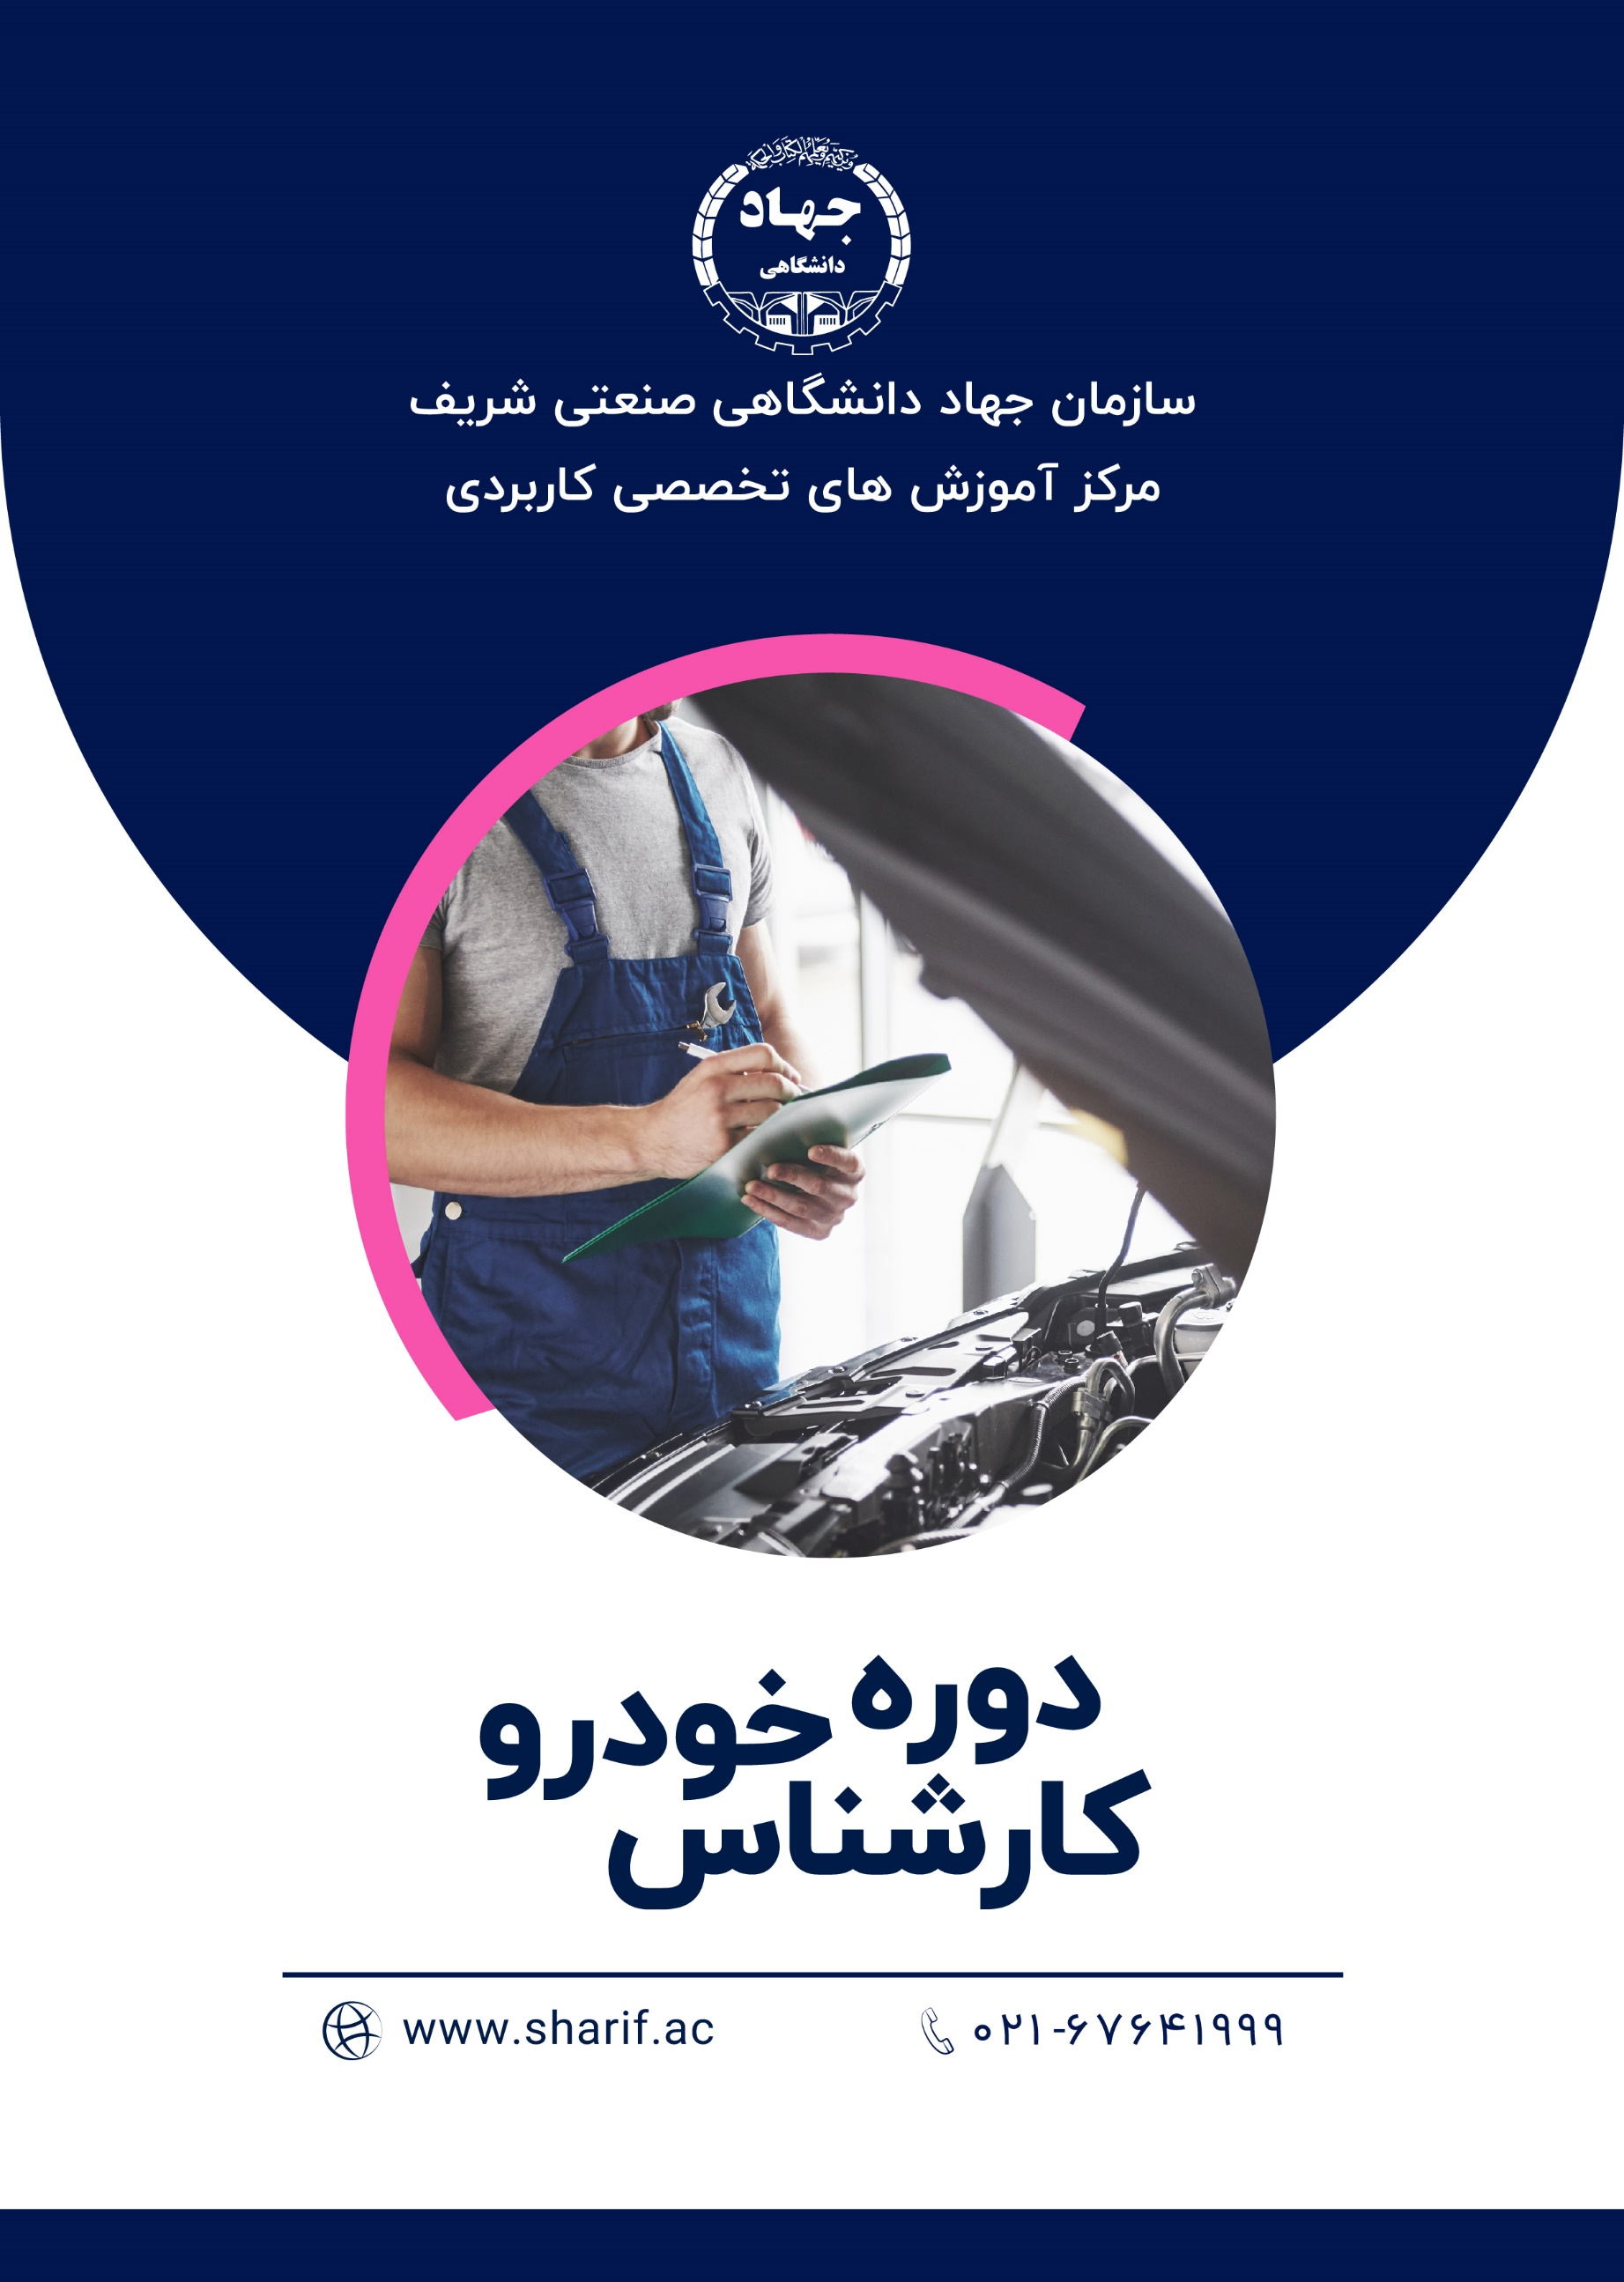 جهاد
دانشگاهی
سازمان جهاد دانشگاهی صنعتی شریف
مرکز آموزش های تخصصی کاربردی
دوره خودرو
کارشناس
www.sharif.ac
۰۲۱-۶۷۶۴۱۹۹۹